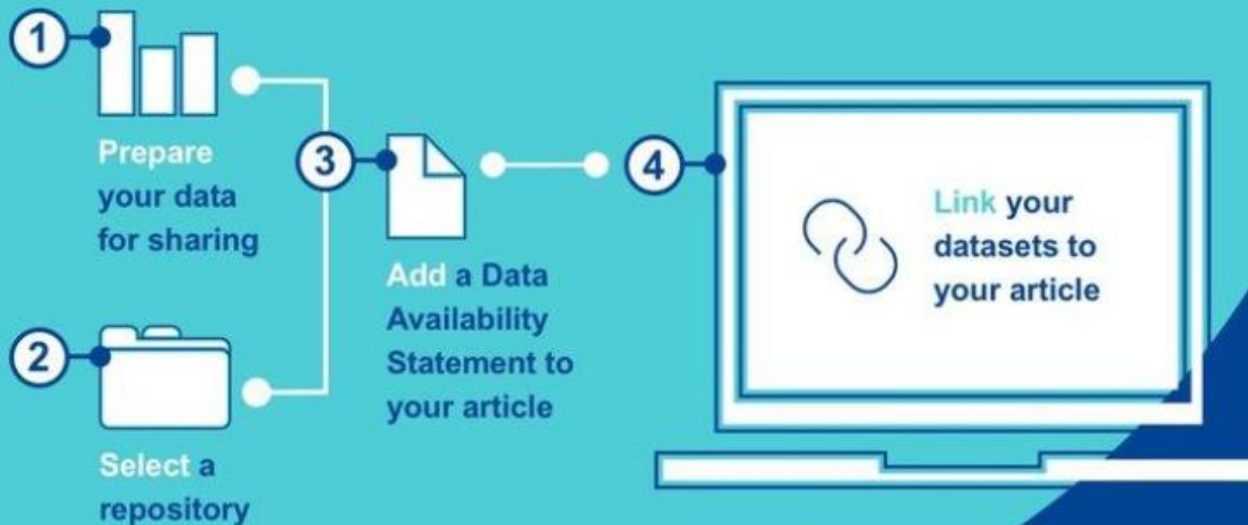 1
Prepare
your data
for sharing
2
Select a
repository
3
Add a Data
Availability
Statement to
your article
4
Link your
datasets to
your article